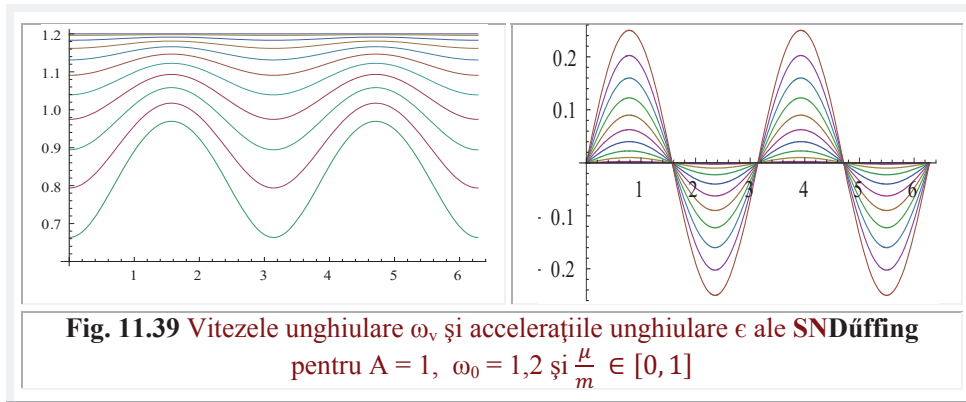 1.2
1.1
1.0
0.9
0.8
0.7
1 2 3 4 5 6
0.2
0.1
1 2 3 4 5 6
- 0.1
- 0.2
Fig. 11.39 Vitezele unghiulare ωv şi acceleraţiile unghiulare ϵ ale SNDűffing
pentru A = 1, ω0 = 1,2 şi μ/m ∈ [0, 1]